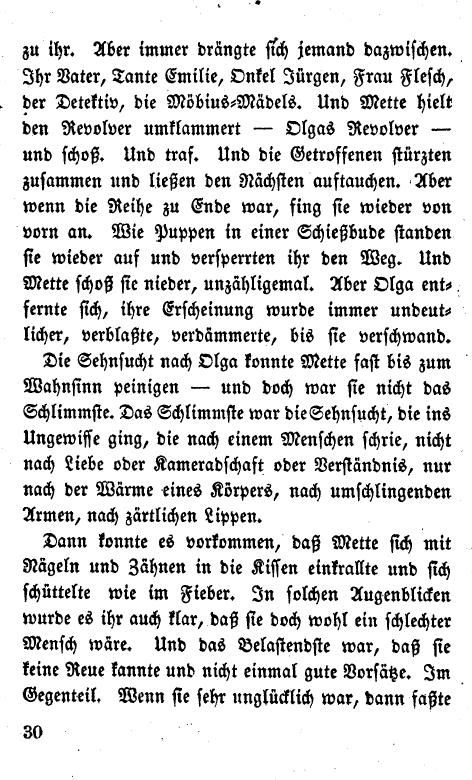 zu ihr. Aber immer drängte sich jemand dazwischen.
Ihr Vater, Tante Emilie, Onkel Jürgen, Frau Flesch,
der Detektiv, die Möbius-Mädels. Und Mette hielt
den Revolver umklammert — Olgas Revolver —
und schoß. Und traf. Und die Getroffenen stürzten
zusammen und ließen den Nächsten auftauchen. Aber
wenn die Reihe zu Ende war, fing sie wieder von
vorn an. Wie Puppen in einer Schießbude standen
sie wieder auf und versperrten ihr den Weg. Und
Mette schoß sie nieder, unzähligemal. Aber Olga ent-
fernte sich, ihre Erscheinung wurde immer undeut-
licher, verblaßte, verdämmerte, bis sie verschwand.
Die Sehnsucht nach Olga konnte Mette fast bis zum
Wahnsinn peinigen — und doch war sie nicht das
Schlimmste. Das Schlimmste war die Sehnsucht, die ins
Ungewisse ging, die nach einem Menschen schrie, nicht
nach Liebe oder Kameradschaft oder Verständnis, nur
nach der Wärme eines Körpers, nach umschlingenden
Armen, nach zärtlichen Lippen.
Dann konnte es vorkommen, daß Mette sich mit
Nägeln und Zähnen in die Kissen einkrallte und sich
schüttelte wie im Fieber. In solchen Augenblicken
wurde es ihr auch klar, daß sie doch wohl ein schlechter
Mensch wäre. Und das Belastendste war, daß sie
keine Reue kannte und nicht einmal gute Vorsätze. Im
Gegenteil. Wenn sie sehr unglücklich war, dann faßte
30